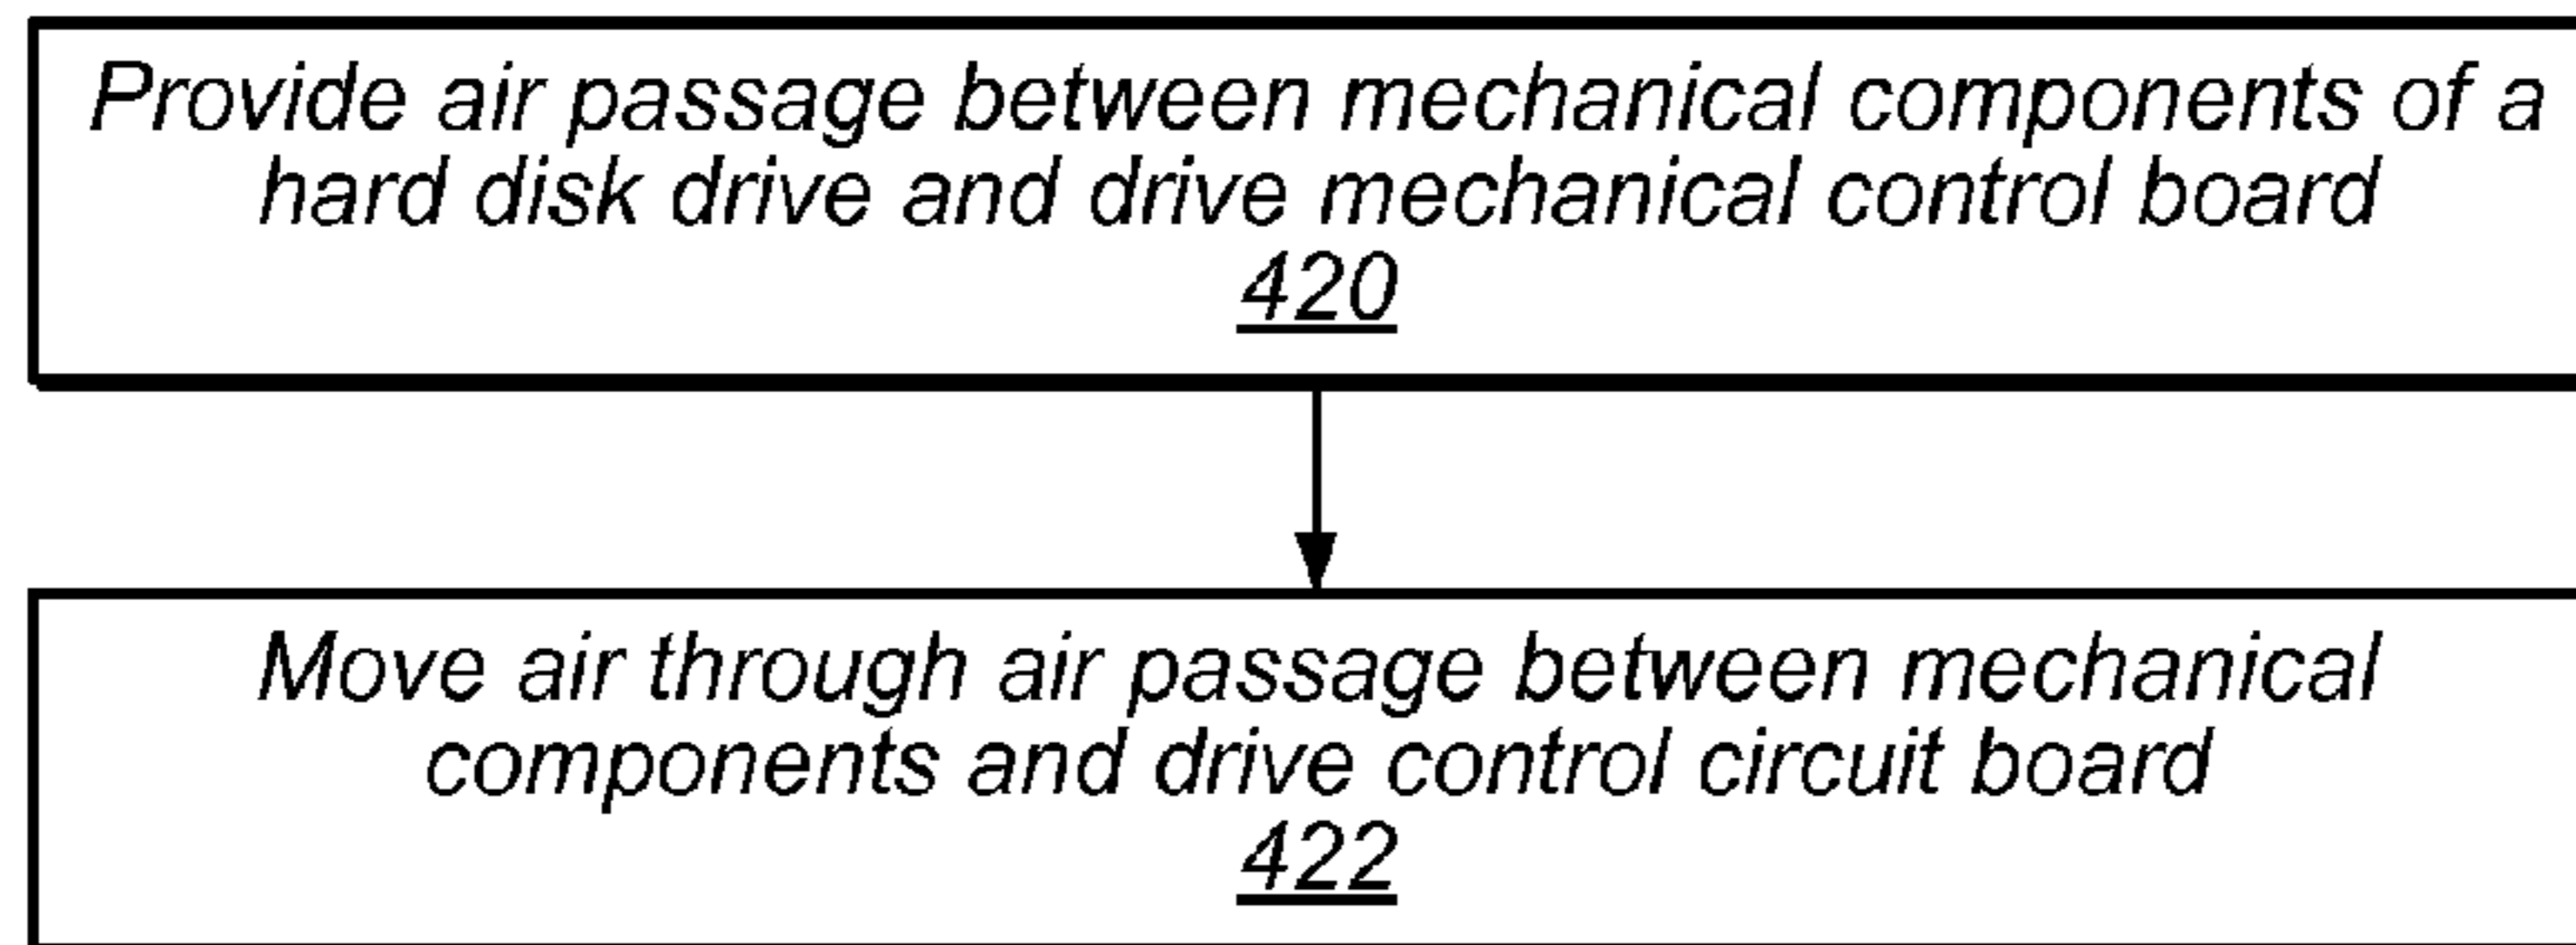 Provide air passage between mechanical components of a
hard disk drive and drive mechanical control board
420
Move air through air passage between mechanical
components and drive control circuit board
422